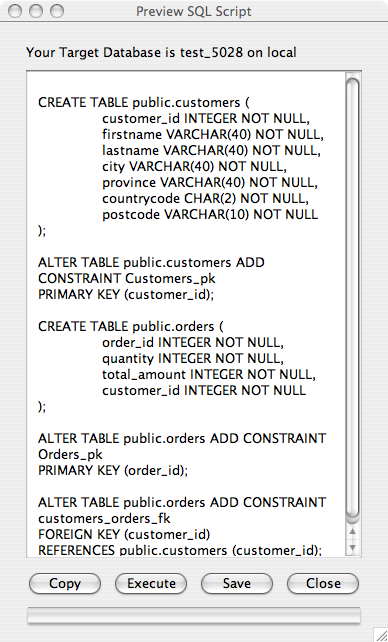 Preview SQL Script
Your Target Database is test_5028 on local
CREATE TABLE public.customers (
customer_id INTEGER NOT NULL,
firstname VARCHAR(40) NOT NULL,
lastname VARCHAR(40) NOT NULL,
city VARCHAR(40) NOT NULL,
province VARCHAR(40) NOT NULL,
countrycode CHAR(2) NOT NULL,
postcode VARCHAR(10) NOT NULL
);
ALTER TABLE public.customers ADD
CONSTRAINT Customers_pk
PRIMARY KEY (customer_id);
CREATE TABLE public.orders (
order_id INTEGER NOT NULL,
quantity INTEGER NOT NULL,
total_amount INTEGER NOT NULL,
customer_id INTEGER NOT NULL
);
ALTER TABLE public.orders ADD CONSTRAINT
Orders_pk
PRIMARY KEY (order_id);
ALTER TABLE public.orders ADD CONSTRAINT
customers_orders_fk
FOREIGN KEY (customer_id)
REFERENCES public.customers (customer_id);
Copy Execute Save Close